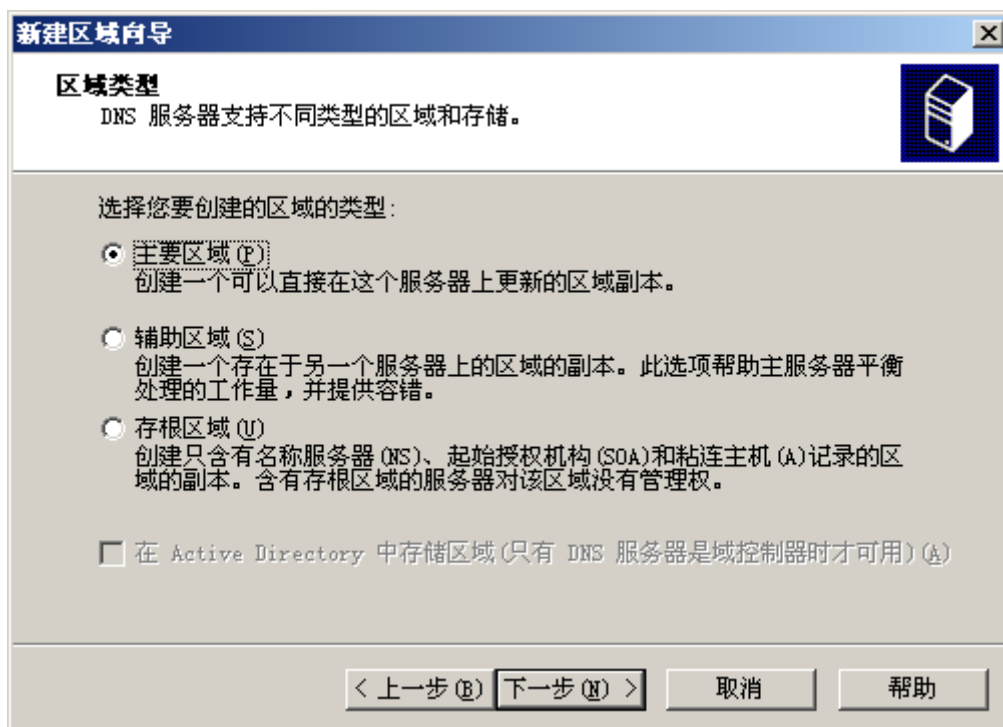 新建区域向导
区域类型
DNS 服务器支持不同类型的区域和存储。
选择您要创建的区域的类型:
主要区域(P)
创建一个可以直接在这个服务器上更新的区域副本。
辅助区域(S)
创建一个存在于另一个服务器上的区域的副本。此选项帮助主服务器平衡
处理的工作量,并提供容错。
存根区域(U)
创建只含有名称服务器(NS)、起始授权机构(SOA)和粘连主机(A)记录的区
域的副本。含有存根区域的服务器对该区域没有管理权。
在 Active Directory 中存储区域(只有 DNS 服务器是域控制器时才可用)(A)
< 上一步(B) 下一步(N) > 取消 帮助